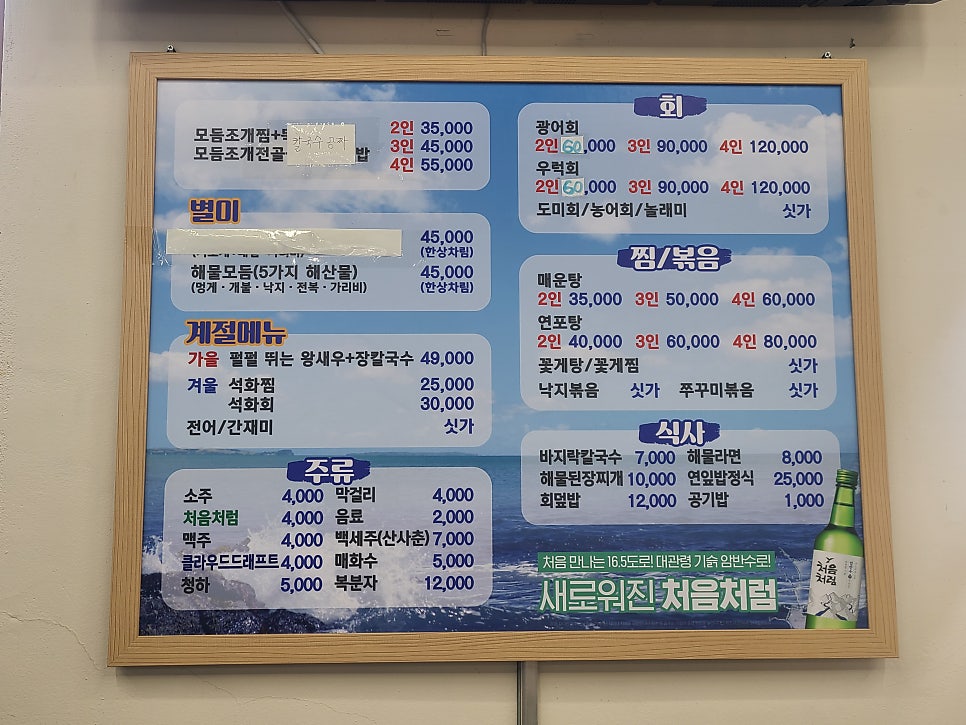 모듬조개찜+
모듬조개전골
밥
칼국수 공짜
2인 35,000
3인 45,000
4인 55,000
별미
45,000
(한상차림)
해물모듬(5가지 해산물) 45,000
(멍게·개불·낙지·전복·가리비) (한상차림)
계절메뉴
가을 펄펄 뛰는 왕새우+장칼국수 49,000
겨울 석화찜 25,000
석화회 30,000
전어/간재미 싯가
주류
소주 4,000 막걸리 4,000
처음처럼 4,000 음료 2,000
맥주 4,000 백세주(산사춘) 7,000
클라우드드래프트 4,000 매화수 5,000
청하 5,000 복분자 12,000
회
광어회
2인 60,000 3인 90,000 4인 120,000
우럭회
2인 60,000 3인 90,000 4인 120,000
도미회/농어회/놀래미 싯가
찜/볶음
매운탕
2인 35,000 3인 50,000 4인 60,000
연포탕
2인 40,000 3인 60,000 4인 80,000
꽃게탕/꽃게찜 싯가
낙지볶음 싯가 쭈꾸미볶음 싯가
식사
바지락칼국수 7,000 해물라면 8,000
해물된장찌개 10,000 연잎밥정식 25,000
회덮밥 12,000 공기밥 1,000
처음 만나는 16.5도로! 대관령 기슭 암반수로!
새로워진 처음처럼
처음
처럼